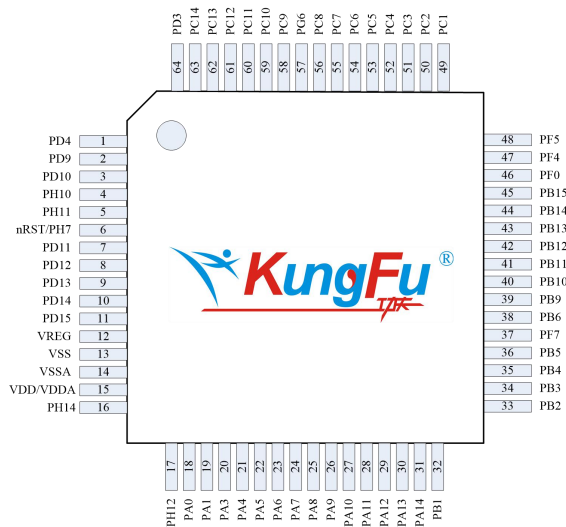 PD3 PC14 PC13 PC12 PC11 PC10 PC9 PG6 PC8 PC7 PC6 PC5 PC4 PC3 PC2 PC1
64 63 62 61 60 59 58 57 56 55 54 53 52 51 50 49
PD4 1
PD9 2
PD10 3
PH10 4
PH11 5
nRST/PH7 6
PD11 7
PD12 8
PD13 9
PD14 10
PD15 11
VREG 12
VSS 13
VSSA 14
VDD/VDDA 15
PH14 16
KungFu®
48 PF5
47 PF4
46 PF0
45 PB15
44 PB14
43 PB13
42 PB12
41 PB11
40 PB10
39 PB9
38 PB6
37 PF7
36 PB5
35 PB4
34 PB3
33 PB2
17 18 19 20 21 22 23 24 25 26 27 28 29 30 31 32
PH12 PA0 PA1 PA3 PA4 PA5 PA6 PA7 PA8 PA9 PA10 PA11 PA12 PA13 PA14 PB1